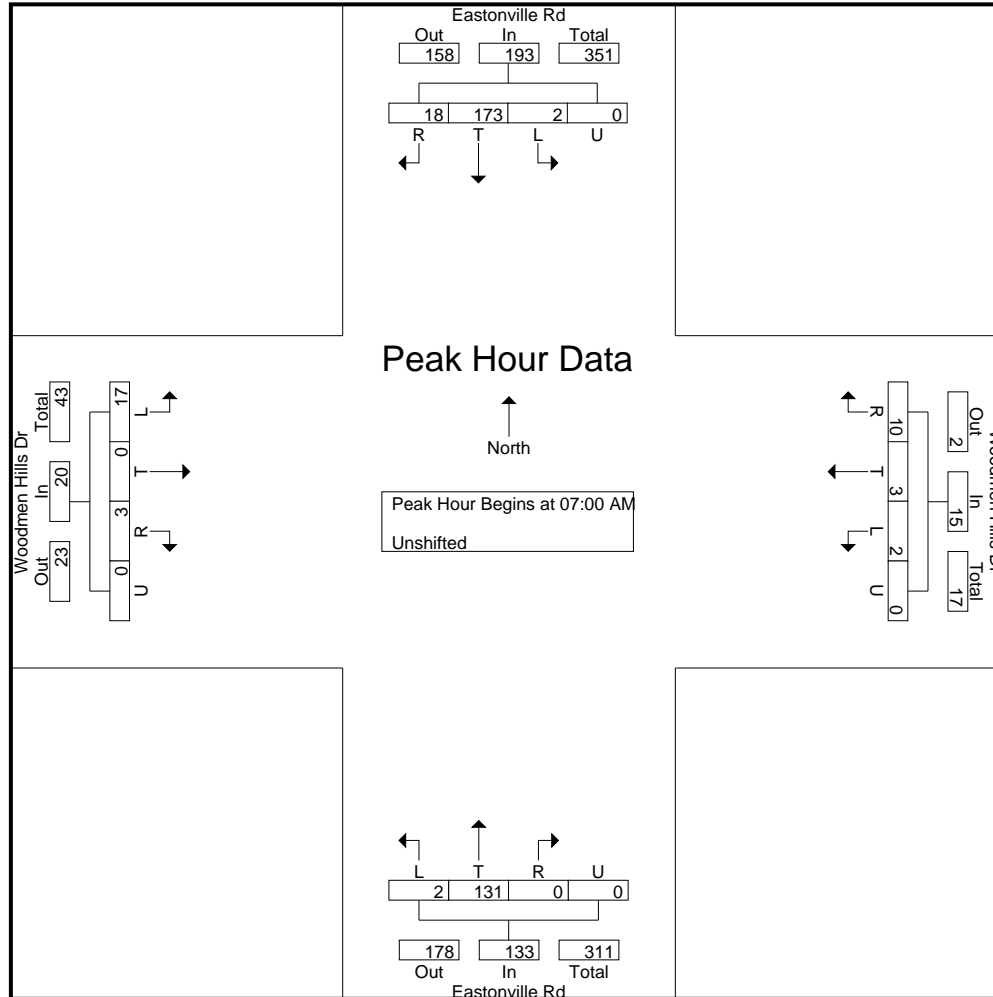 Eastonville Rd
Out In Total
158 193 351
18 173 2 0
R T L U
Peak Hour Data
North
Peak Hour Begins at 07:00 AM
Unshifted
Woodmen Hills Dr
Total In Out
43 20 23
17 0 3 0
L T R U
Out In Total
2 15 17
10 3 2 0
R T L U
L T R U
2 131 0 0
178 133 311
Out In Total
Eastonville Rd